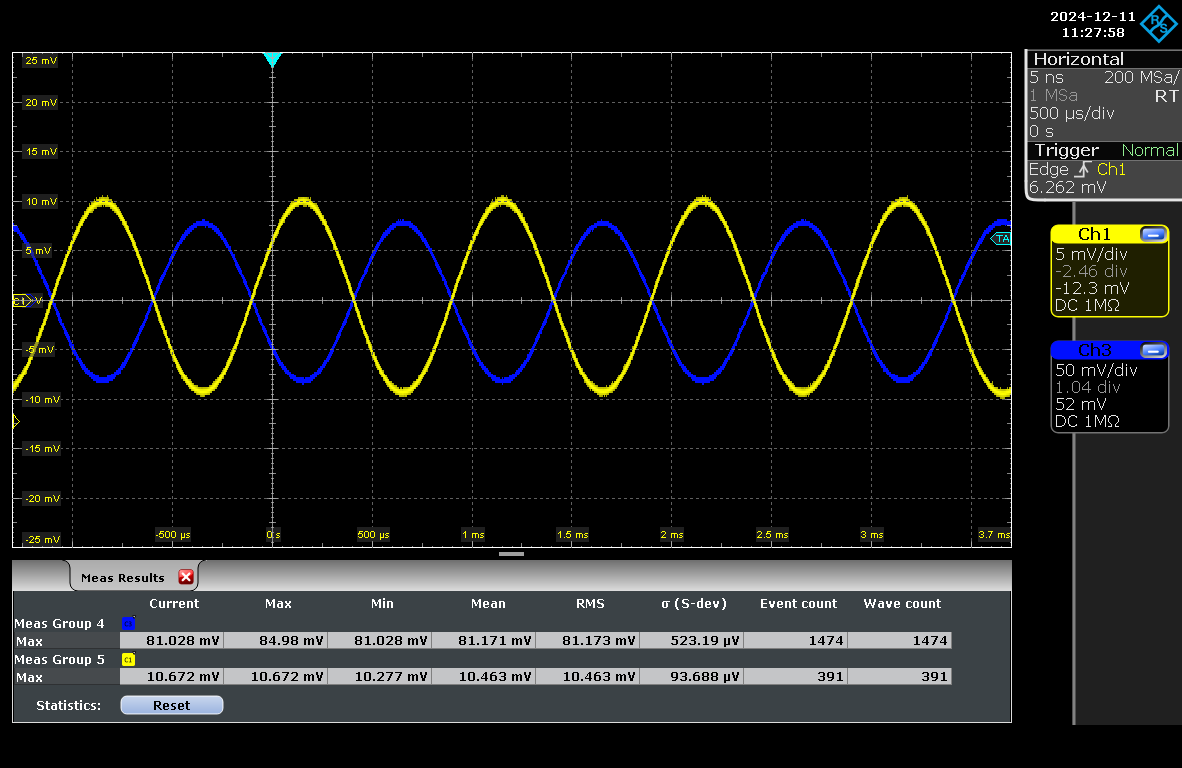 2024-12-11
11:27:58
R&S
Horizontal
5 ns 200 MSa/
1 MSa RT
500 µs/div
0 s
Trigger Normal
Edge Ch1
6.262 mV
25 mV
20 mV
15 mV
10 mV
5 mV
TA
C1 V
-5 mV
-10 mV
-15 mV
-20 mV
-25 mV
-500 µs 0 s 500 µs 1 ms 1.5 ms 2 ms 2.5 ms 3 ms 3.7 ms
Ch1
5 mV/div
-2.46 div
-12.3 mV
DC 1MΩ
Ch3
50 mV/div
1.04 div
52 mV
DC 1MΩ
Meas Results
Current Max Min Mean RMS σ (S-dev) Event count Wave count
Meas Group 4
Max 81.028 mV 84.98 mV 81.028 mV 81.171 mV 81.173 mV 523.19 µV 1474 1474
Meas Group 5 C1
Max 10.672 mV 10.672 mV 10.277 mV 10.463 mV 10.463 mV 93.688 µV 391 391
Statistics: Reset